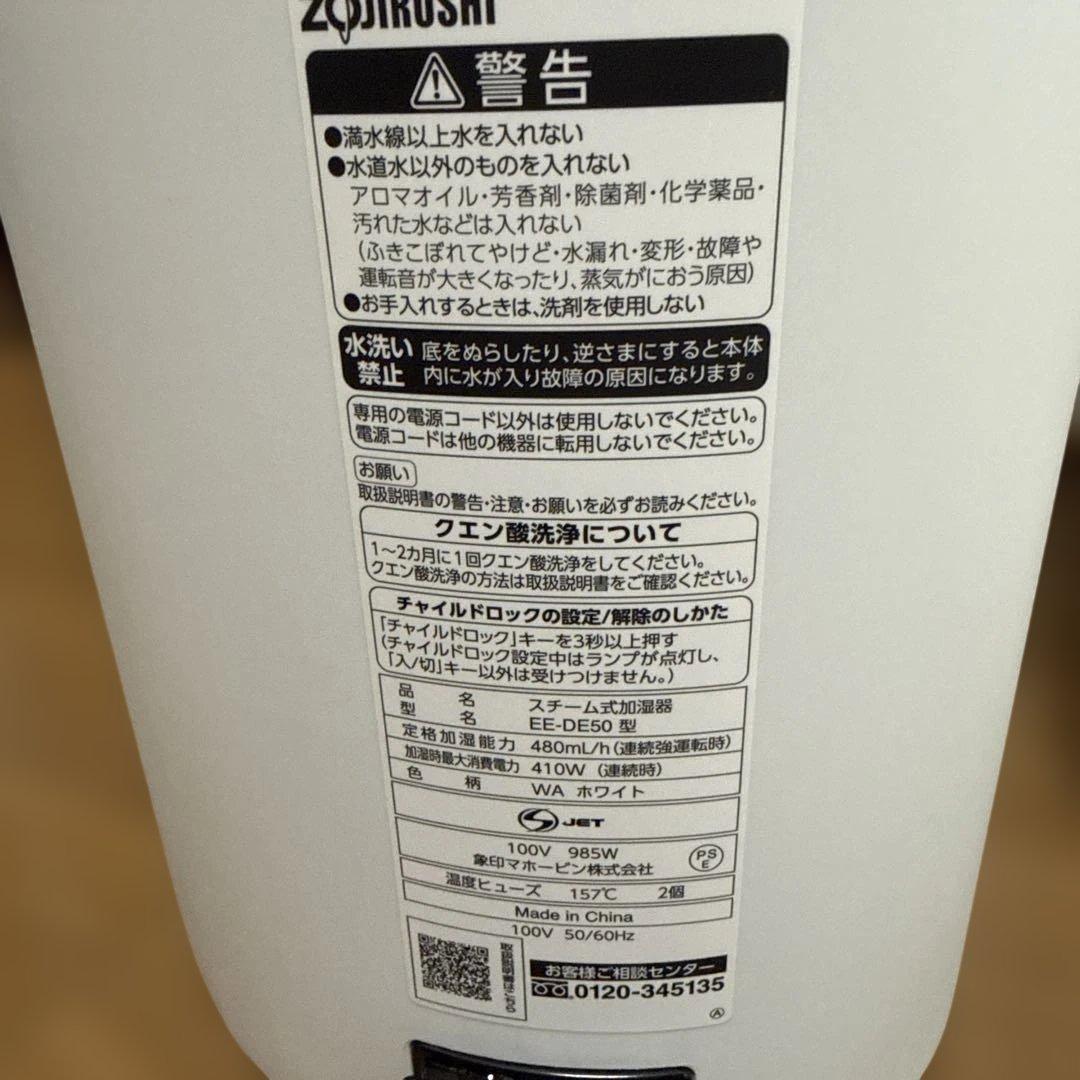 ZOJIRUSHI
警告
●満水線以上水を入れない
●水道水以外のものを入れない
アロマオイル・芳香剤・除菌剤・化学薬品・
汚れた水などは入れない
(ふきこぼれてやけど・水漏れ・変形・故障や
運転音が大きくなったり、蒸気がにおう原因)
●お手入れするときは、洗剤を使用しない
水洗い
禁止
底をぬらしたり、逆さまにすると本体
内に水が入り故障の原因になります。
専用の電源コード以外は使用しないでください。
電源コードは他の機器に転用しないでください。
お願い
取扱説明書の警告・注意・お願いを必ずお読みください。
クエン酸洗浄について
1～2カ月に1回クエン酸洗浄をしてください。
クエン酸洗浄の方法は取扱説明書をご確認ください。
チャイルドロックの設定/解除のしかた
「チャイルドロック」キーを3秒以上押す
(チャイルドロック設定中はランプが点灯し、
「入/切」キー以外は受けつけません。)
品名 スチーム式加湿器
型名 EE-DE50 型
定格加湿能力 480mL/h (連続強運転時)
加湿時最大消費電力 410W (連続時)
色柄 WA ホワイト
JET
100V 985W
象印マホービン株式会社
PSE
温度ヒューズ 157℃ 2個
Made in China
100V 50/60Hz
取扱説明書はこちら
お客様ご相談センター
0120-345135
A